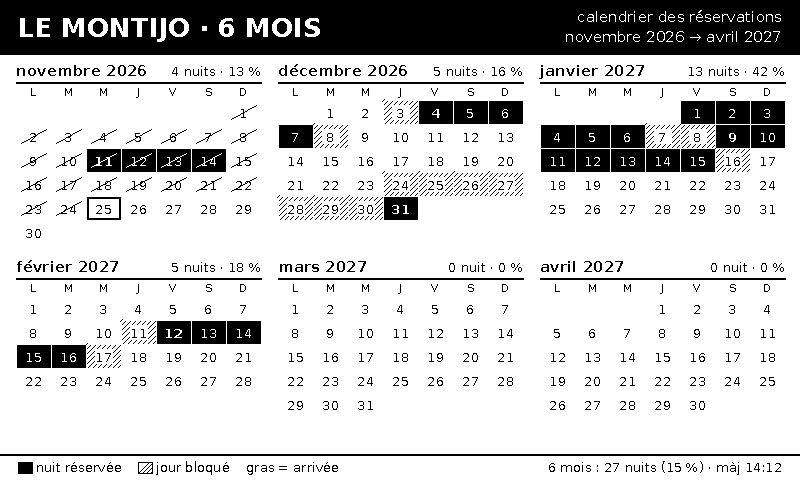 LE MONTIJO · 6 MOIS
calendrier des réservations
novembre 2026 → avril 2027
novembre 2026 4 nuits · 13 %
L M M J V S D
1
2 3 4 5 6 7 8
9 10 11 12 13 14 15
16 17 18 19 20 21 22
23 24 25 26 27 28 29
30
décembre 2026 5 nuits · 16 %
L M M J V S D
1 2 3 4 5 6
7 8 9 10 11 12 13
14 15 16 17 18 19 20
21 22 23 24 25 26 27
28 29 30 31
janvier 2027 13 nuits · 42 %
L M M J V S D
1 2 3
4 5 6 7 8 9 10
11 12 13 14 15 16 17
18 19 20 21 22 23 24
25 26 27 28 29 30 31
février 2027 5 nuits · 18 %
L M M J V S D
1 2 3 4 5 6 7
8 9 10 11 12 13 14
15 16 17 18 19 20 21
22 23 24 25 26 27 28
mars 2027 0 nuit · 0 %
L M M J V S D
1 2 3 4 5 6 7
8 9 10 11 12 13 14
15 16 17 18 19 20 21
22 23 24 25 26 27 28
29 30 31
avril 2027 0 nuit · 0 %
L M M J V S D
1 2 3 4
5 6 7 8 9 10 11
12 13 14 15 16 17 18
19 20 21 22 23 24 25
26 27 28 29 30
nuit réservée jour bloqué gras = arrivée
6 mois : 27 nuits (15 %) · màj 14:12